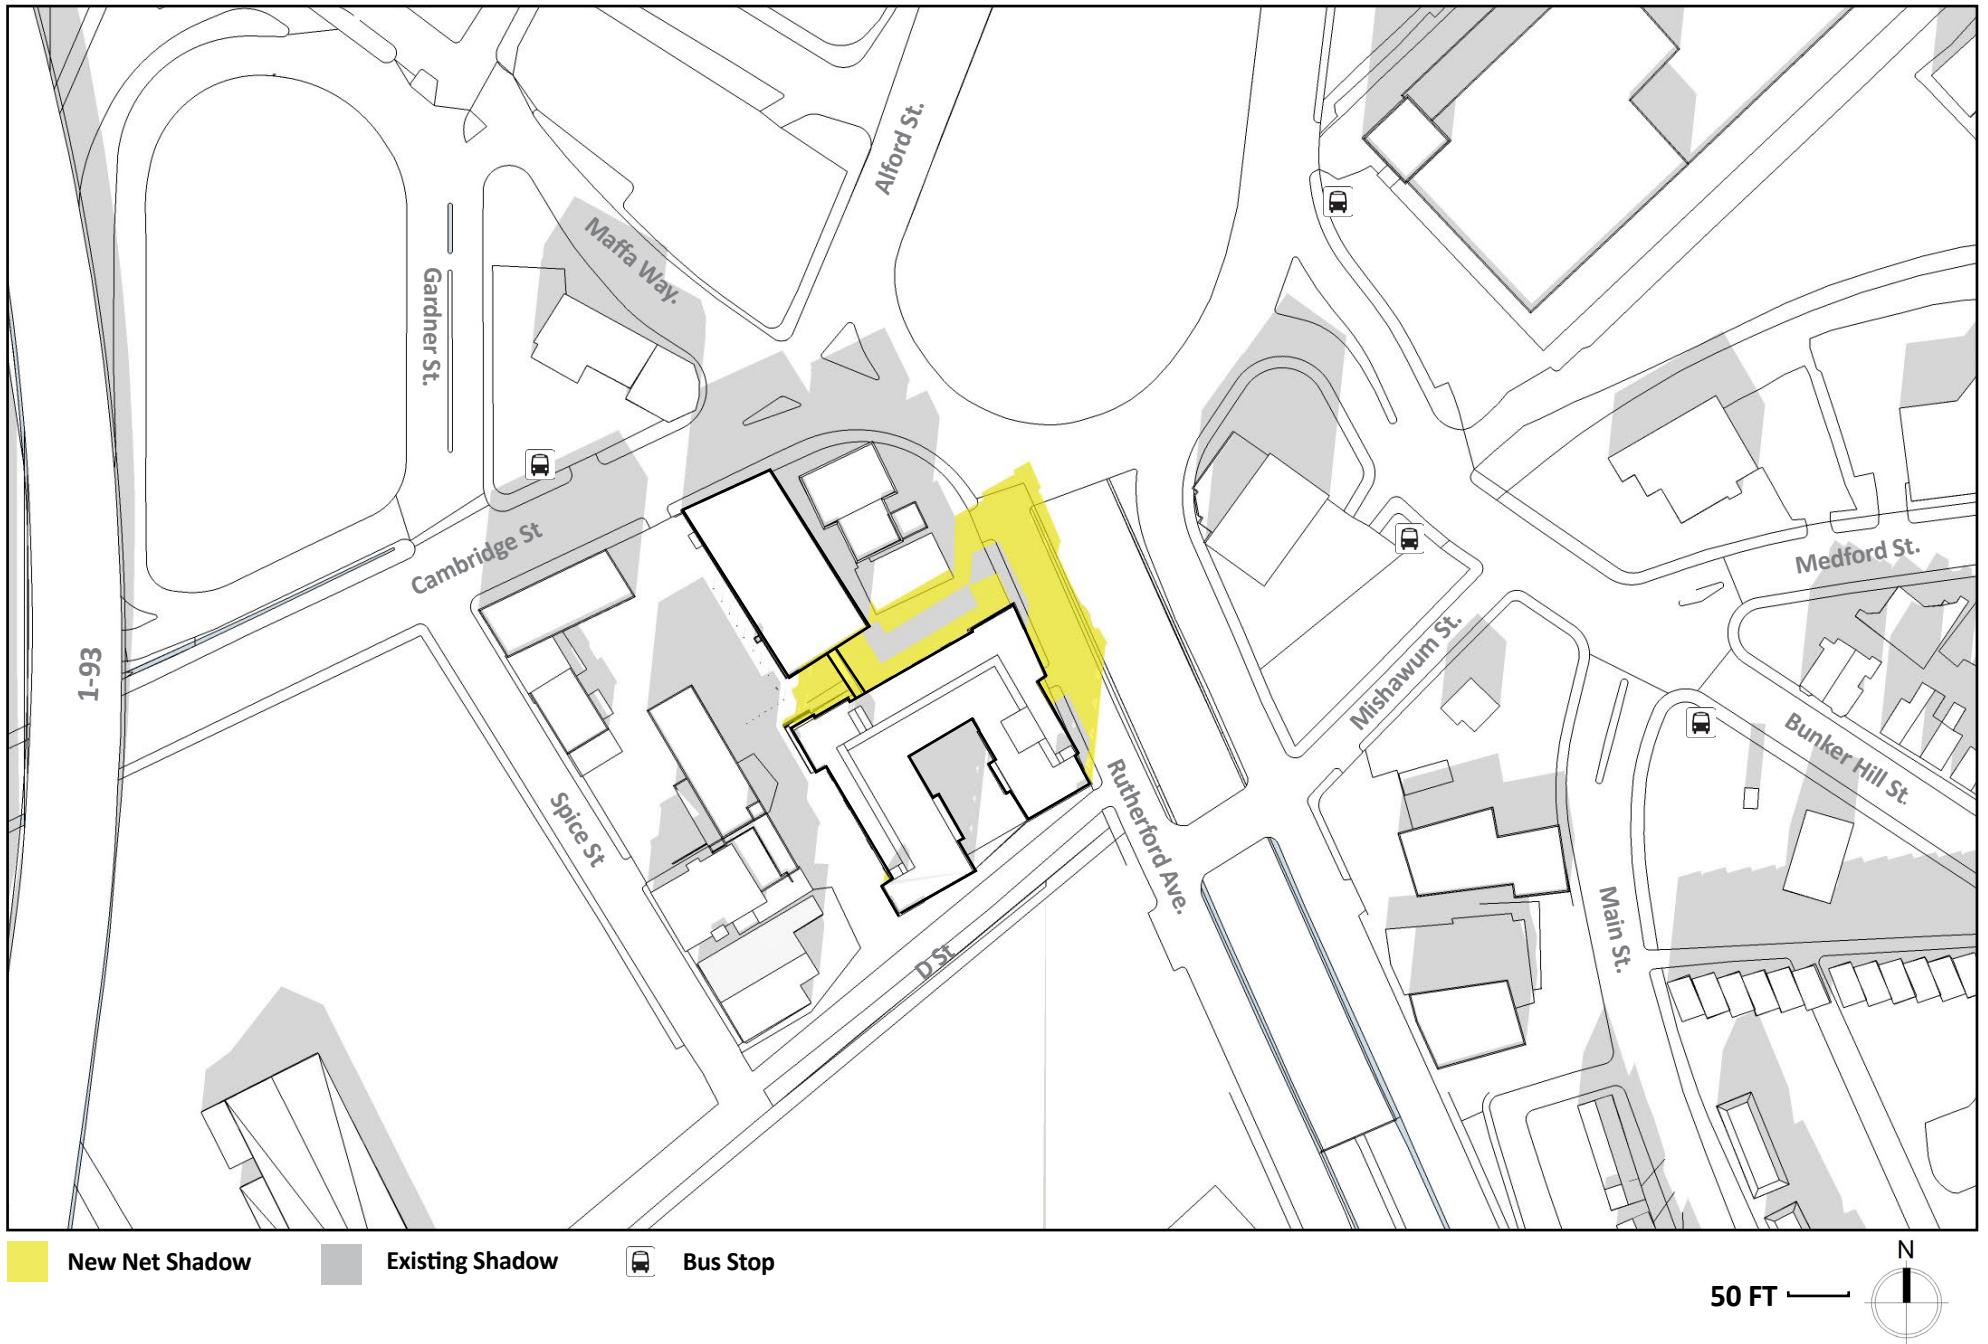 Alford St.
Maffa Way.
Gardner St.
Cambridge St
Medford St.
1-93
Mishawum St.
Bunker Hill St.
Spice St
Rutherford Ave.
Main St.
D St
New Net Shadow
Existing Shadow
Bus Stop
N
50 FT